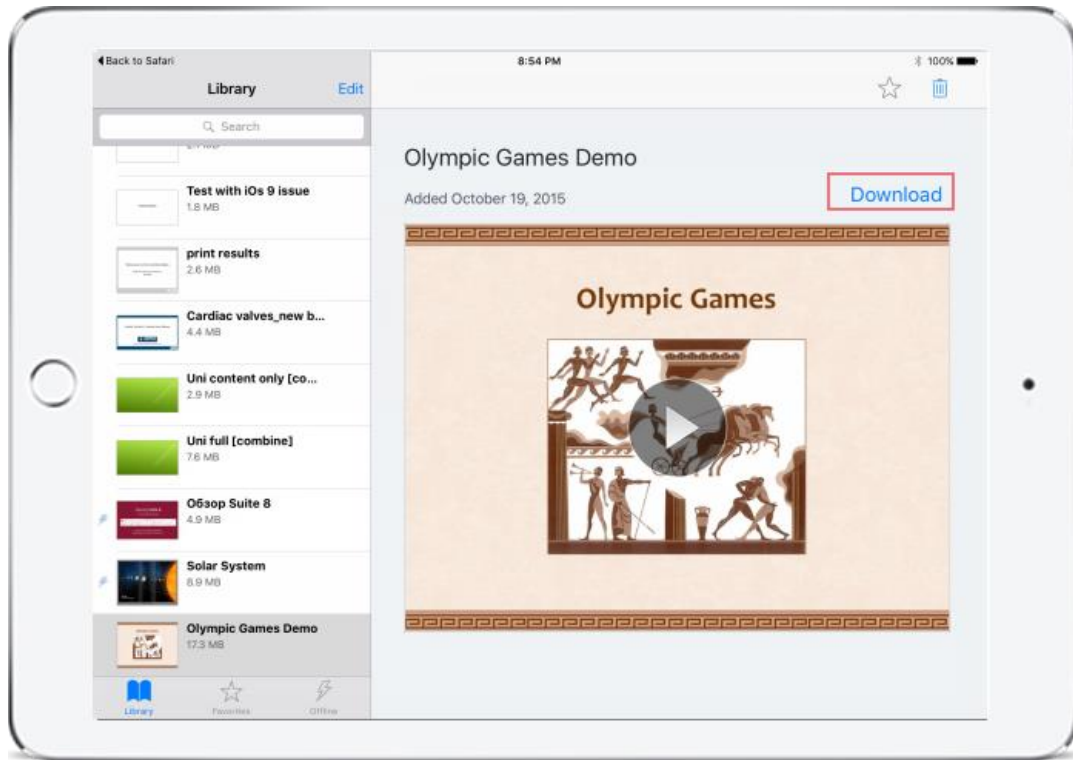 Back to Safari
8:54 PM
100%
Library
Edit
Search
Test with iOs 9 issue
1.8 MB
print results
2.6 MB
Cardiac valves_new b...
4.4 MB
Uni content only [co...
2.9 MB
Uni full [combine]
7.6 MB
Обзор Suite 8
4.9 MB
Solar System
8.9 MB
Olympic Games Demo
17.3 MB
Library
Favorites
Offline
Olympic Games Demo
Added October 19, 2015
Download
Olympic Games